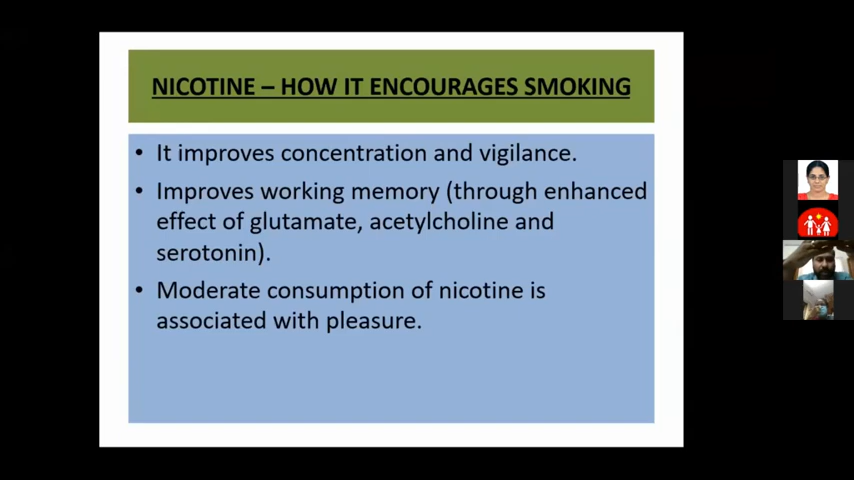 NICOTINE – HOW IT ENCOURAGES SMOKING
• It improves concentration and vigilance.
• Improves working memory (through enhanced
effect of glutamate, acetylcholine and
serotonin).
• Moderate consumption of nicotine is
associated with pleasure.